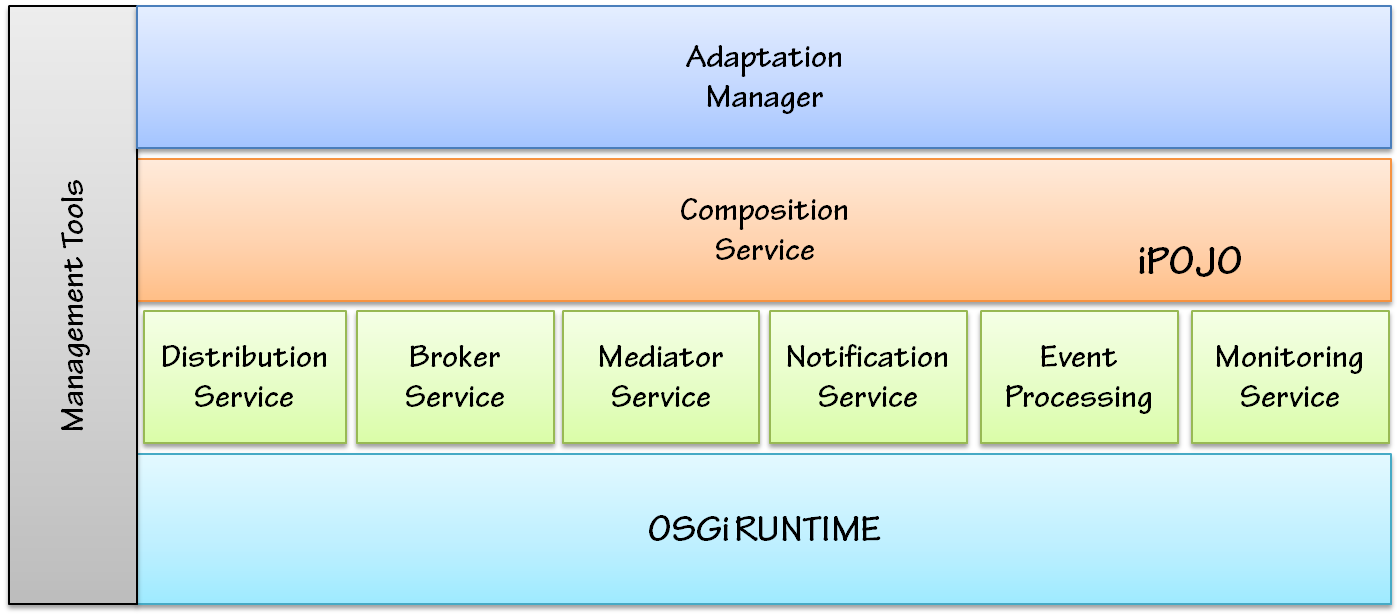 Management Tools
Adaptation
Manager
Composition
Service
iPOJO
Distribution
Service
Broker
Service
Mediator
Service
Notification
Service
Event
Processing
Monitoring
Service
OSGi RUNTIME